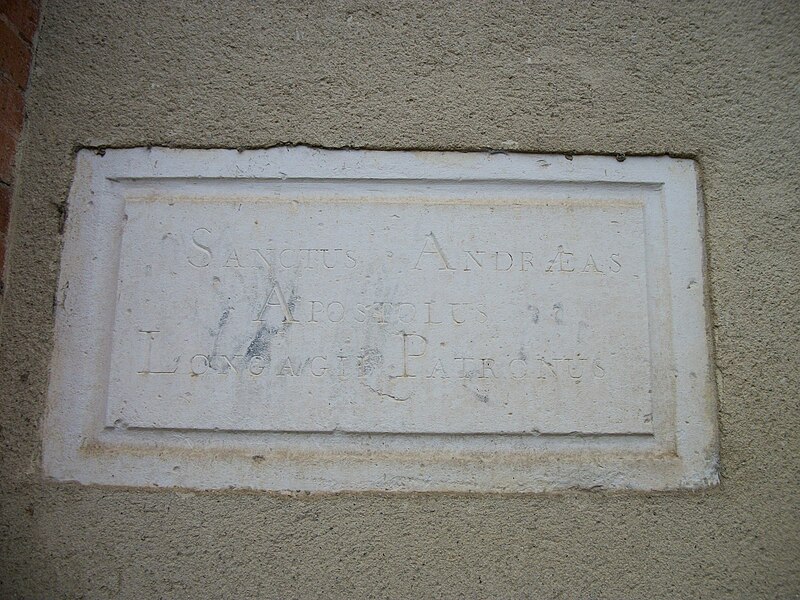 SANCTUS ANDRÆAS
APOSTOLUS
LONGAGII PATRONUS